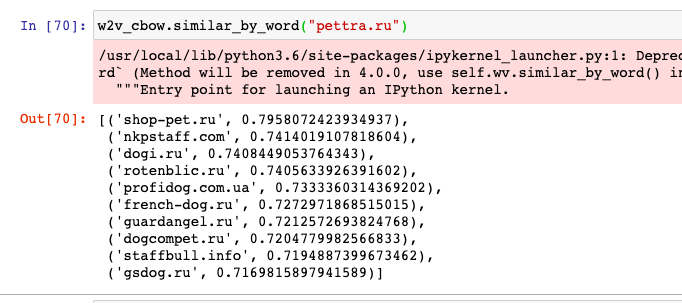 In [70]: w2v_cbow.similar_by_word("pettra.ru")
/usr/local/lib/python3.6/site-packages/ipykernel_launcher.py:1: Deprec
rd` (Method will be removed in 4.0.0, use self.wv.similar_by_word() in
"""Entry point for launching an IPython kernel.
Out[70]: [('shop-pet.ru', 0.7958072423934937),
('nkpstaff.com', 0.7414019107818604),
('dogi.ru', 0.7408449053764343),
('rotenblic.ru', 0.7405633926391602),
('profidog.com.ua', 0.7333360314369202),
('french-dog.ru', 0.7272971868515015),
('guardangel.ru', 0.7212572693824768),
('dogcompet.ru', 0.7204779982566833),
('staffbull.info', 0.7194887399673462),
('gsdog.ru', 0.7169815897941589)]